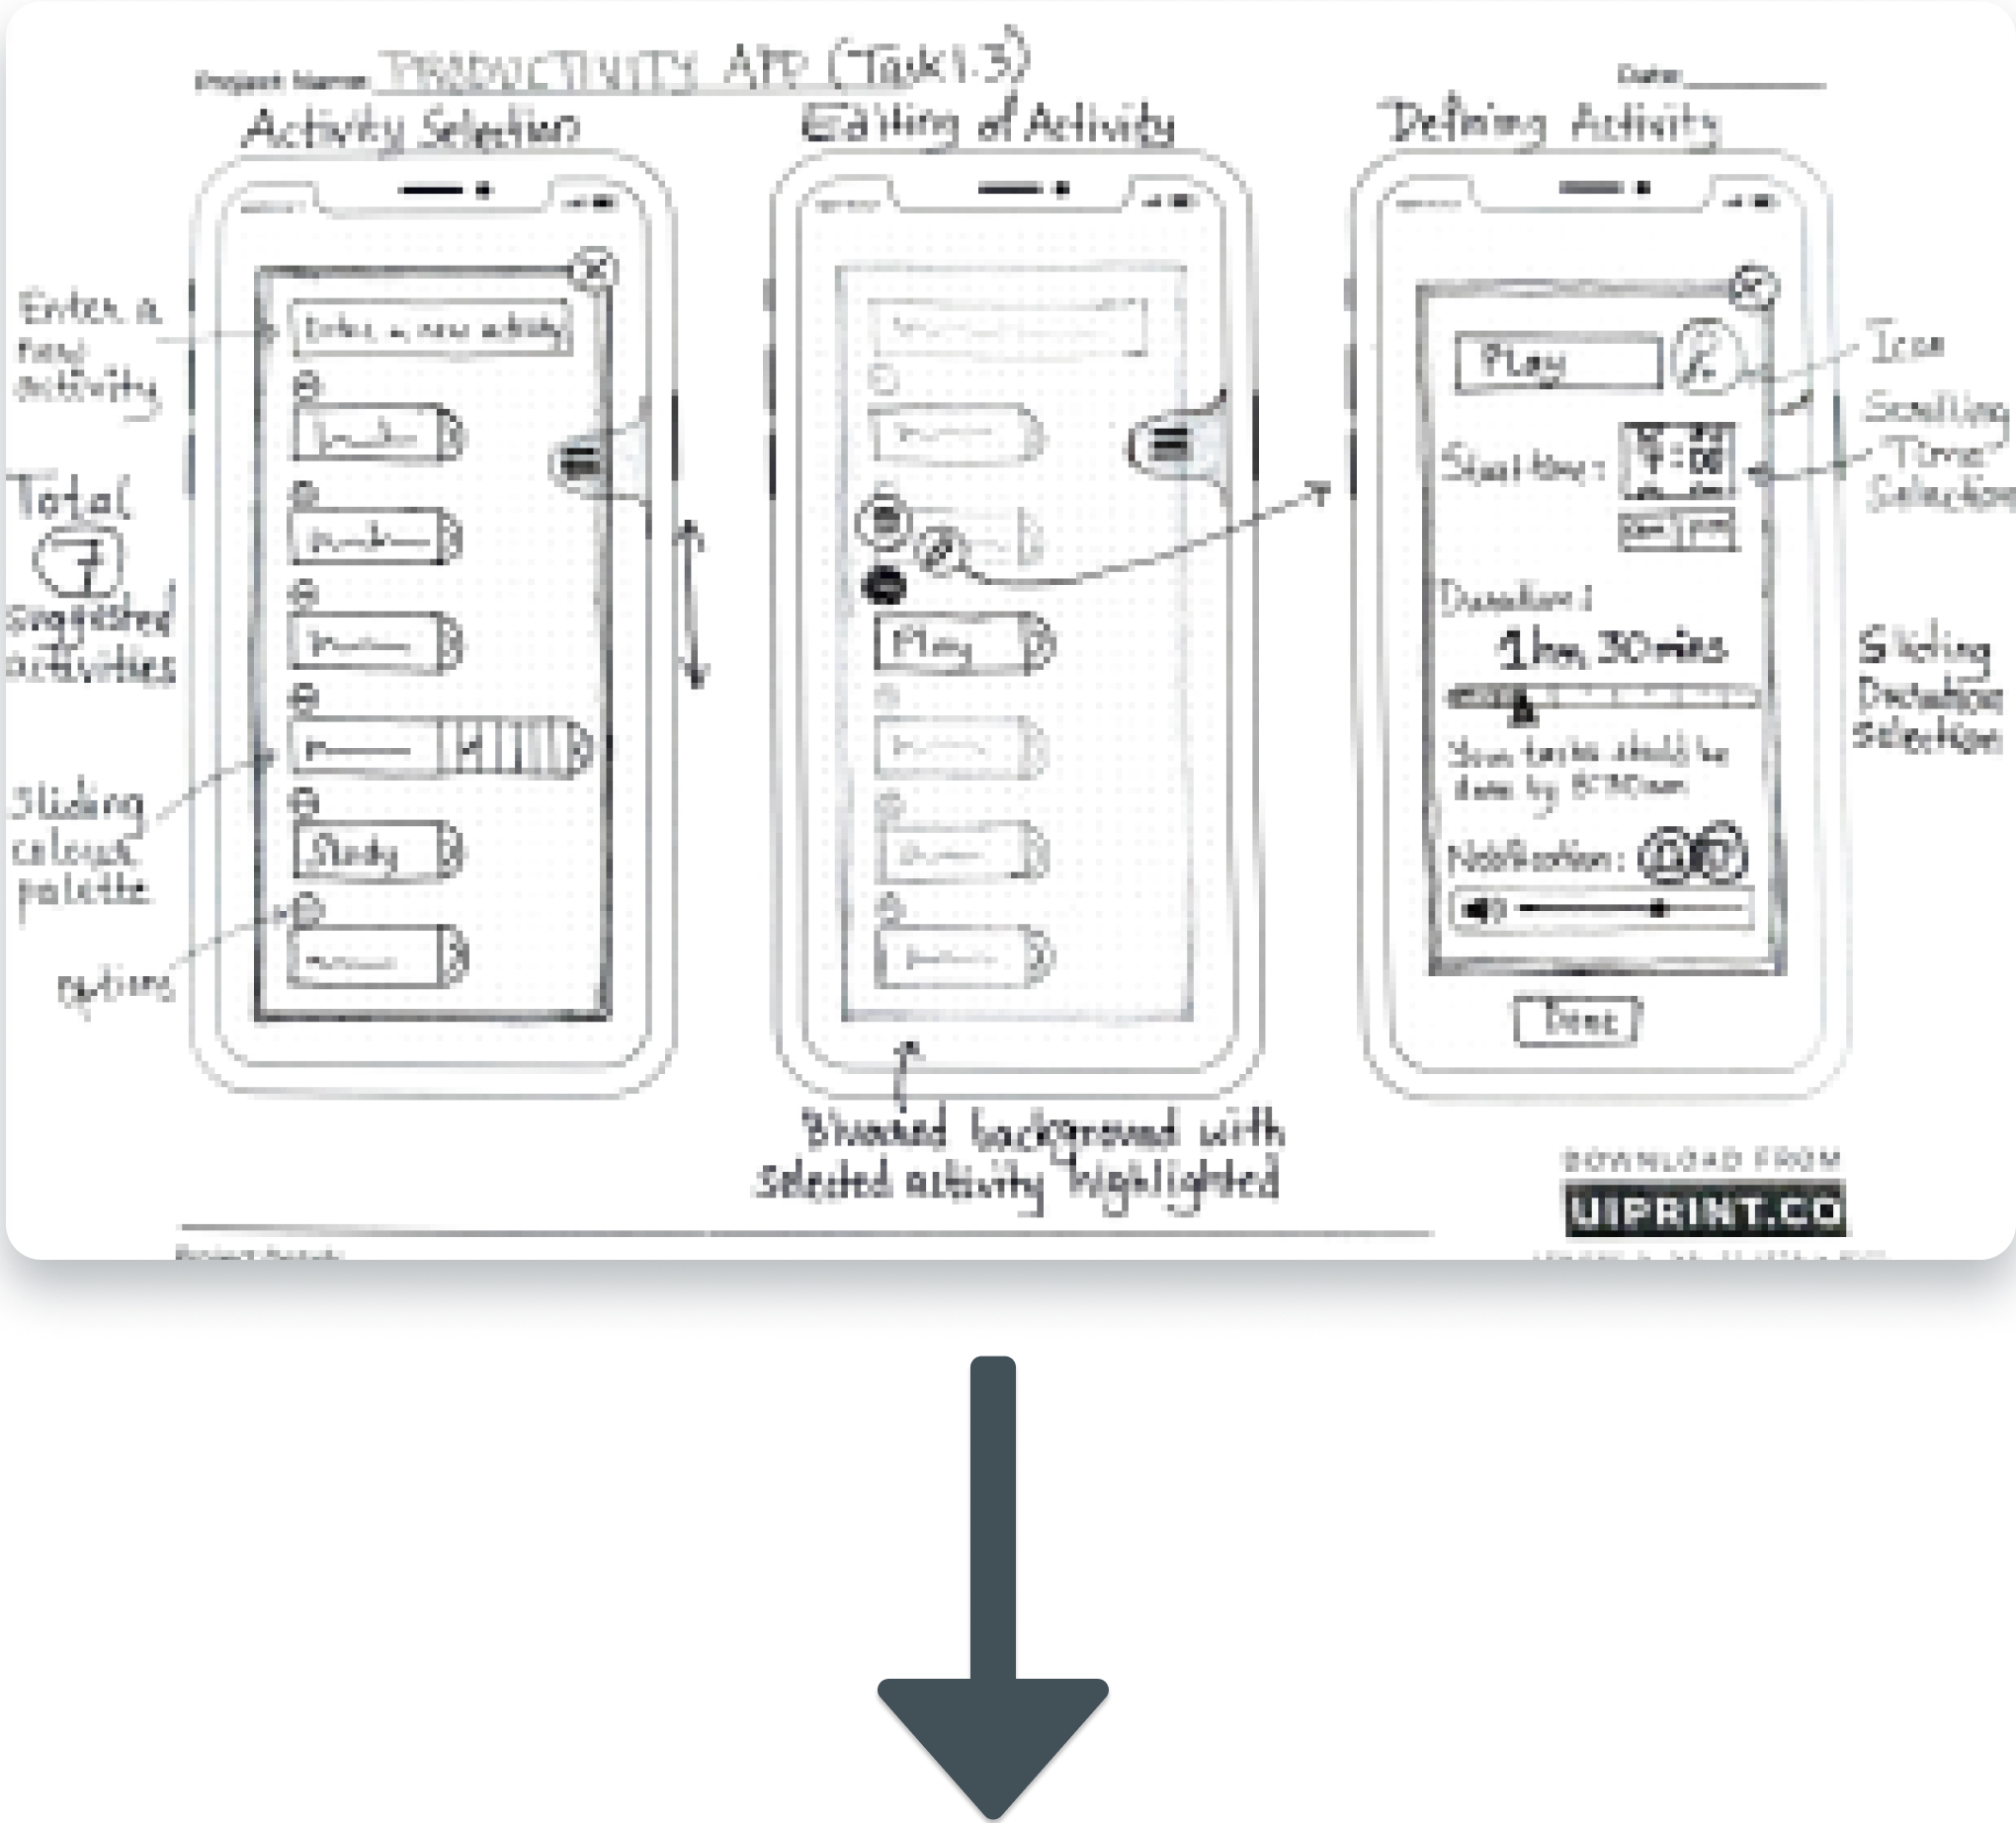 Project Name: PRODUCTIVITY APP (Task 1.3)
Date:
Activity Selection
Editing of Activity
Defining Activity
Enter a
new
activity
Enter a new activity
Total
7
suggested
activities
Sliding
colour
palette
Study
options
Play
Blurred background with
selected activity highlighted
Play
Icon
Start time:
Scrolling
Time
Selection
Duration:
1 hr, 30 mins
Sliding
Duration
selection
Your tasks should be
done by 8:30am
Notification:
Done
DOWNLOAD FROM
UIPRINT.CO